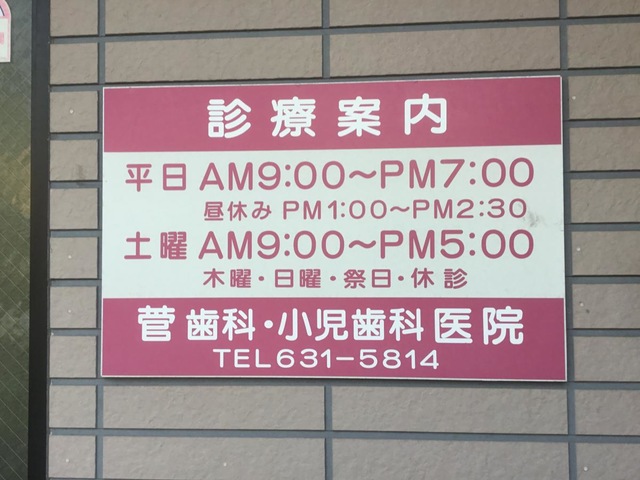 診療案内
平日 AM9:00～PM7:00
昼休み PM1:00～PM2:30
土曜 AM9:00～PM5:00
木曜・日曜・祭日・休診
菅歯科・小児歯科医院
TEL631-5814